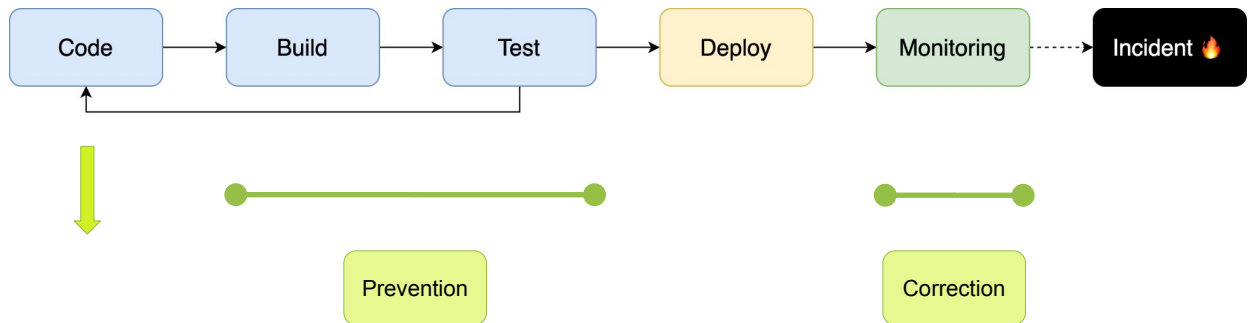 Code
Build
Test
Deploy
Monitoring
Incident 🔥
Prevention
Correction